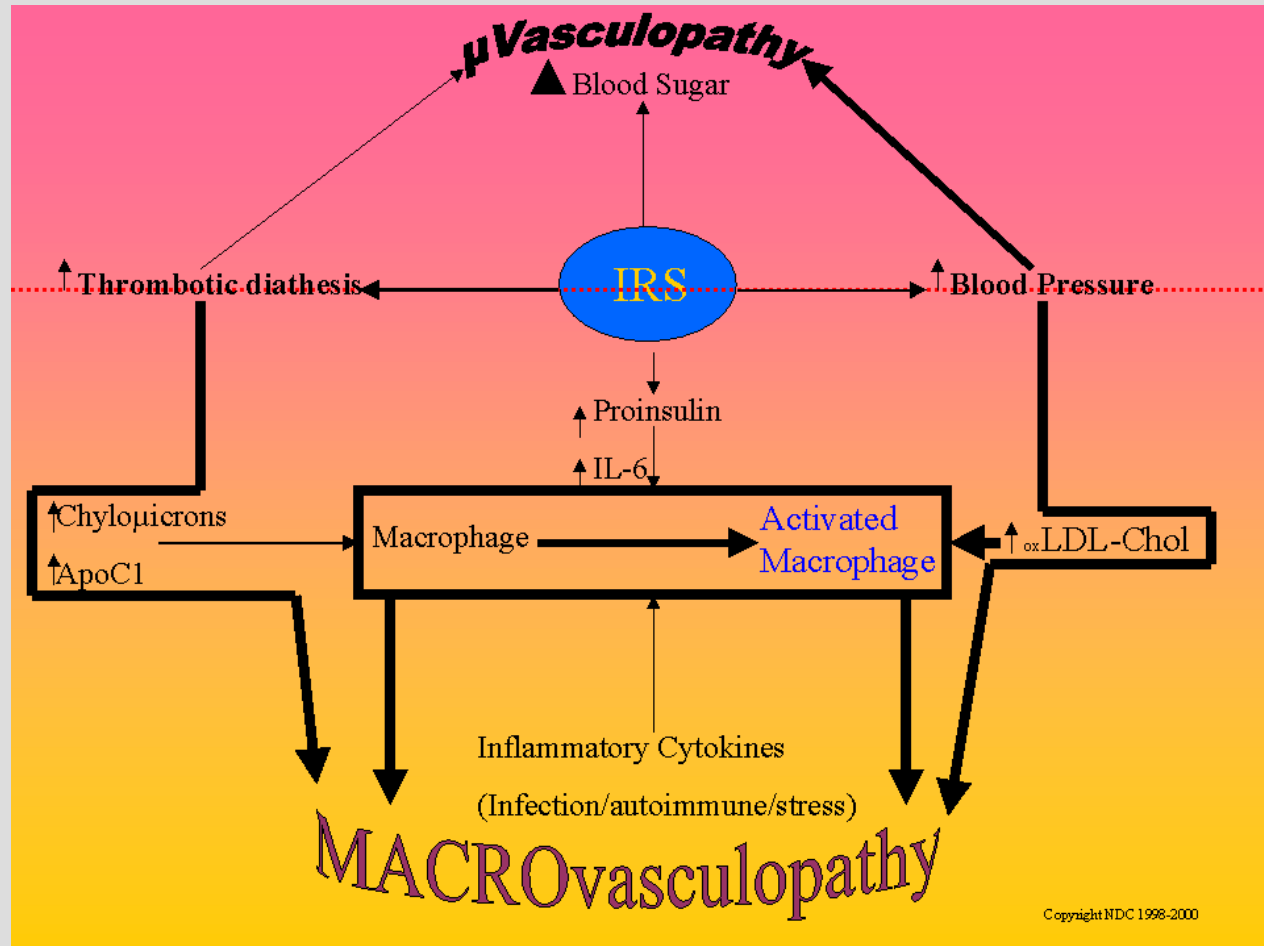 µVasculopathy
Blood Sugar
Thrombotic diathesis
IRS
Blood Pressure
Proinsulin
IL-6
Chyloµicrons
ApoC1
Macrophage
Activated
Macrophage
oxLDL-Chol
Inflammatory Cytokines
(Infection/autoimmune/stress)
MACROvasculopathy
Copyright NDC 1998-2000